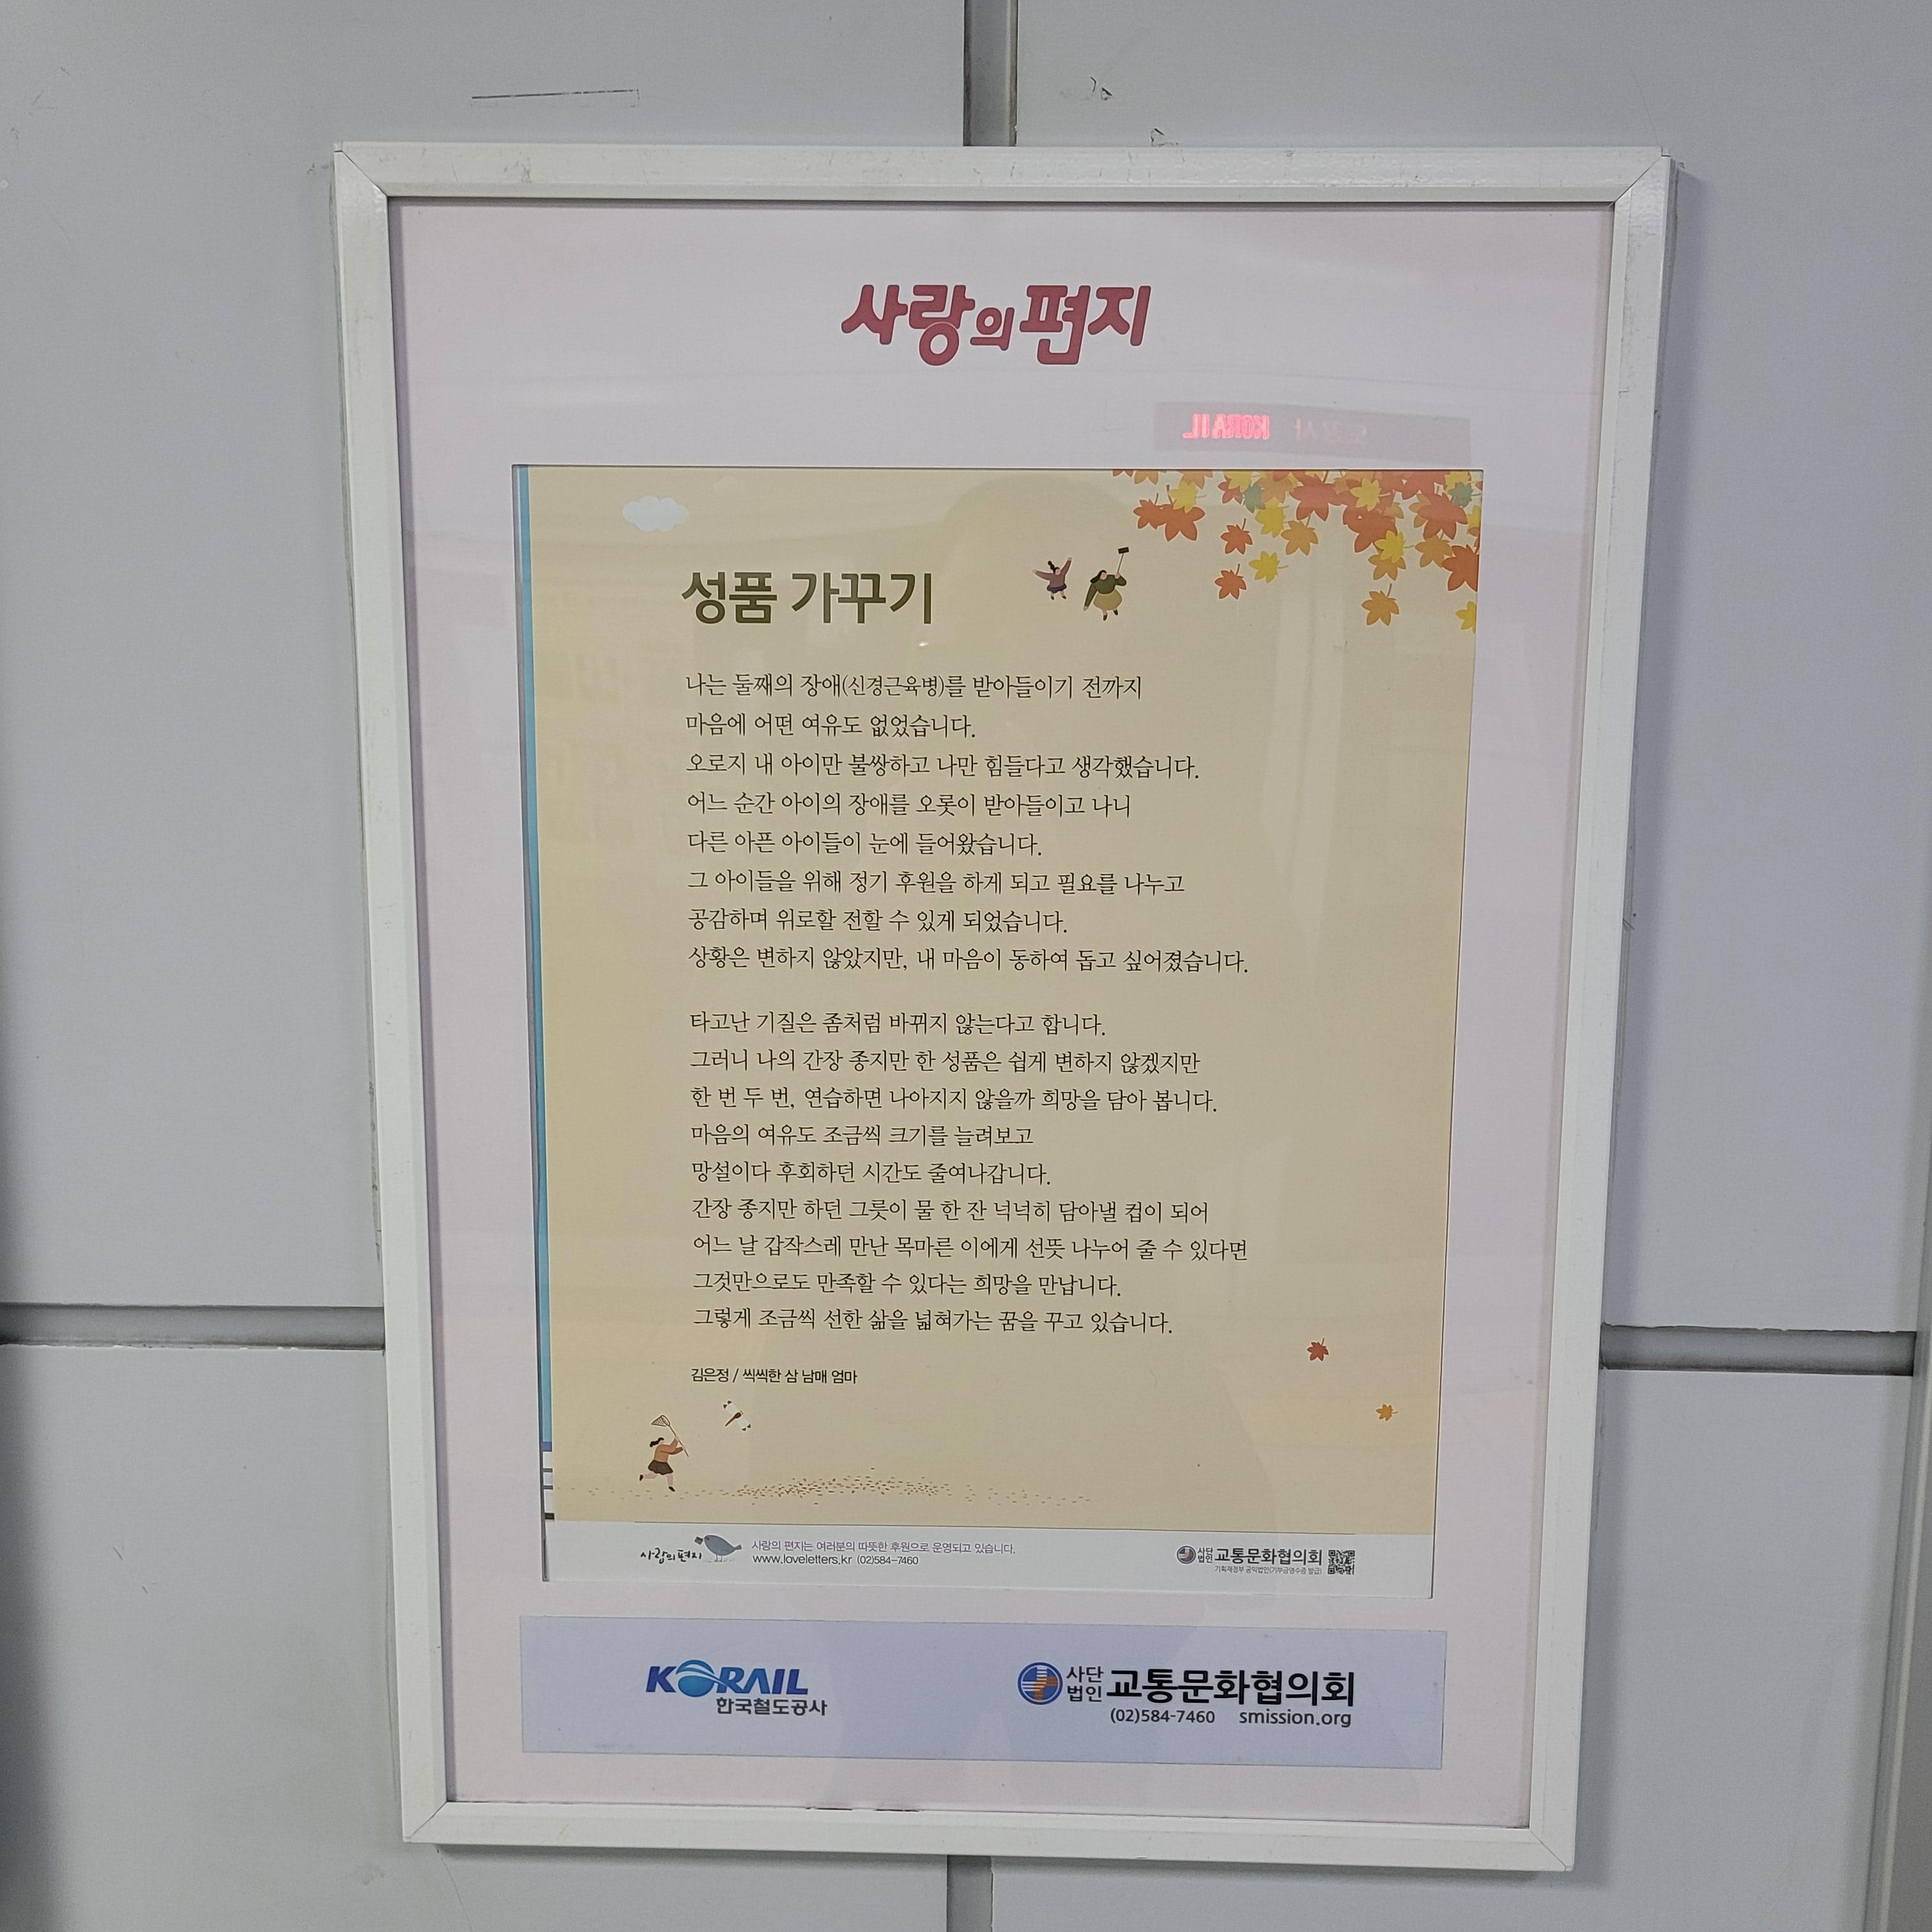 사랑의 편지
KORAIL
성품 가꾸기
나는 둘째의 장애(신경근육병)를 받아들이기 전까지
마음에 어떤 여유도 없었습니다.
오로지 내 아이만 불쌍하고 나만 힘들다고 생각했습니다.
어느 순간 아이의 장애를 오롯이 받아들이고 나니
다른 아픈 아이들이 눈에 들어왔습니다.
그 아이들을 위해 정기 후원을 하게 되고 필요를 나누고
공감하며 위로할 전할 수 있게 되었습니다.
상황은 변하지 않았지만, 내 마음이 동하여 돕고 싶어졌습니다.
타고난 기질은 좀처럼 바뀌지 않는다고 합니다.
그러니 나의 간장 종지만 한 성품은 쉽게 변하지 않겠지만
한 번 두 번, 연습하면 나아지지 않을까 희망을 담아 봅니다.
마음의 여유도 조금씩 크기를 늘려보고
망설이다 후회하던 시간도 줄여나갑니다.
간장 종지만 하던 그릇이 물 한 잔 넉넉히 담아낼 컵이 되어
어느 날 갑작스레 만난 목마른 이에게 선뜻 나누어 줄 수 있다면
그것만으로도 만족할 수 있다는 희망을 만납니다.
그렇게 조금씩 선한 삶을 넓혀가는 꿈을 꾸고 있습니다.
김은정 / 씩씩한 삼 남매 엄마
사랑의 편지
사랑의 편지는 여러분의 따뜻한 후원으로 운영되고 있습니다.
www.loveletters.kr (02)584-7460
사단법인 교통문화협의회
기획재정부 공익법인(기부금영수증 발급)
KORAIL
한국철도공사
사단법인 교통문화협의회
(02)584-7460 smission.org